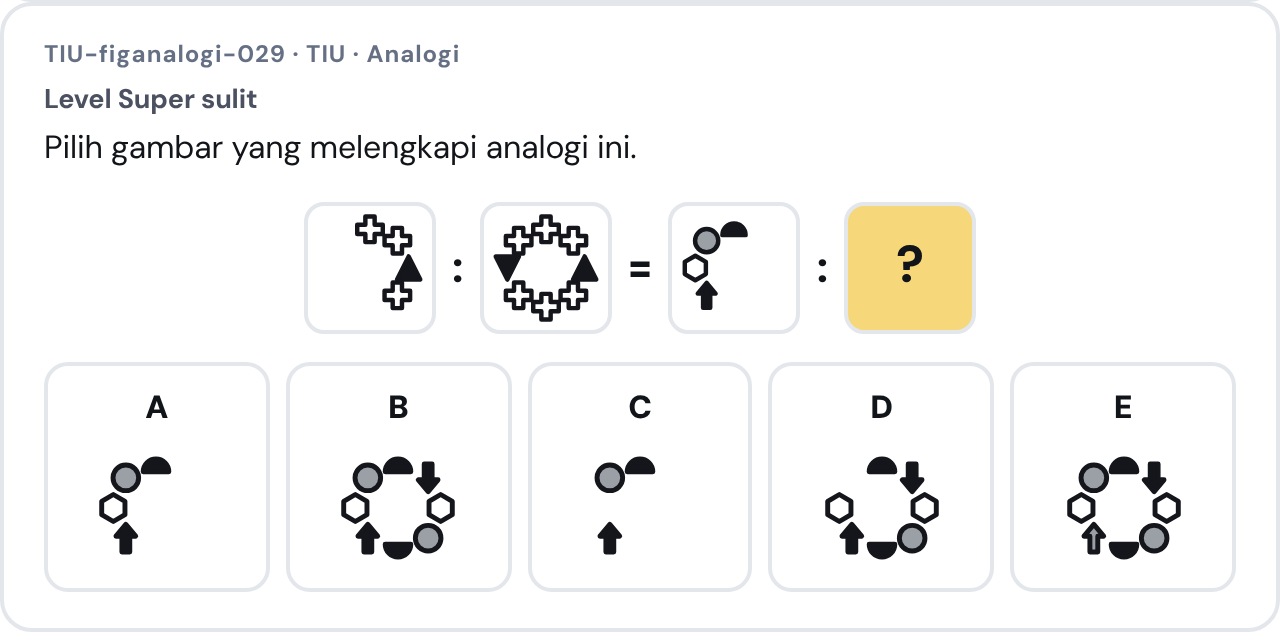 TIU-figanalogi-029 · TIU · Analogi
Level Super sulit
Pilih gambar yang melengkapi analogi ini.
: = : ?
A B C D E